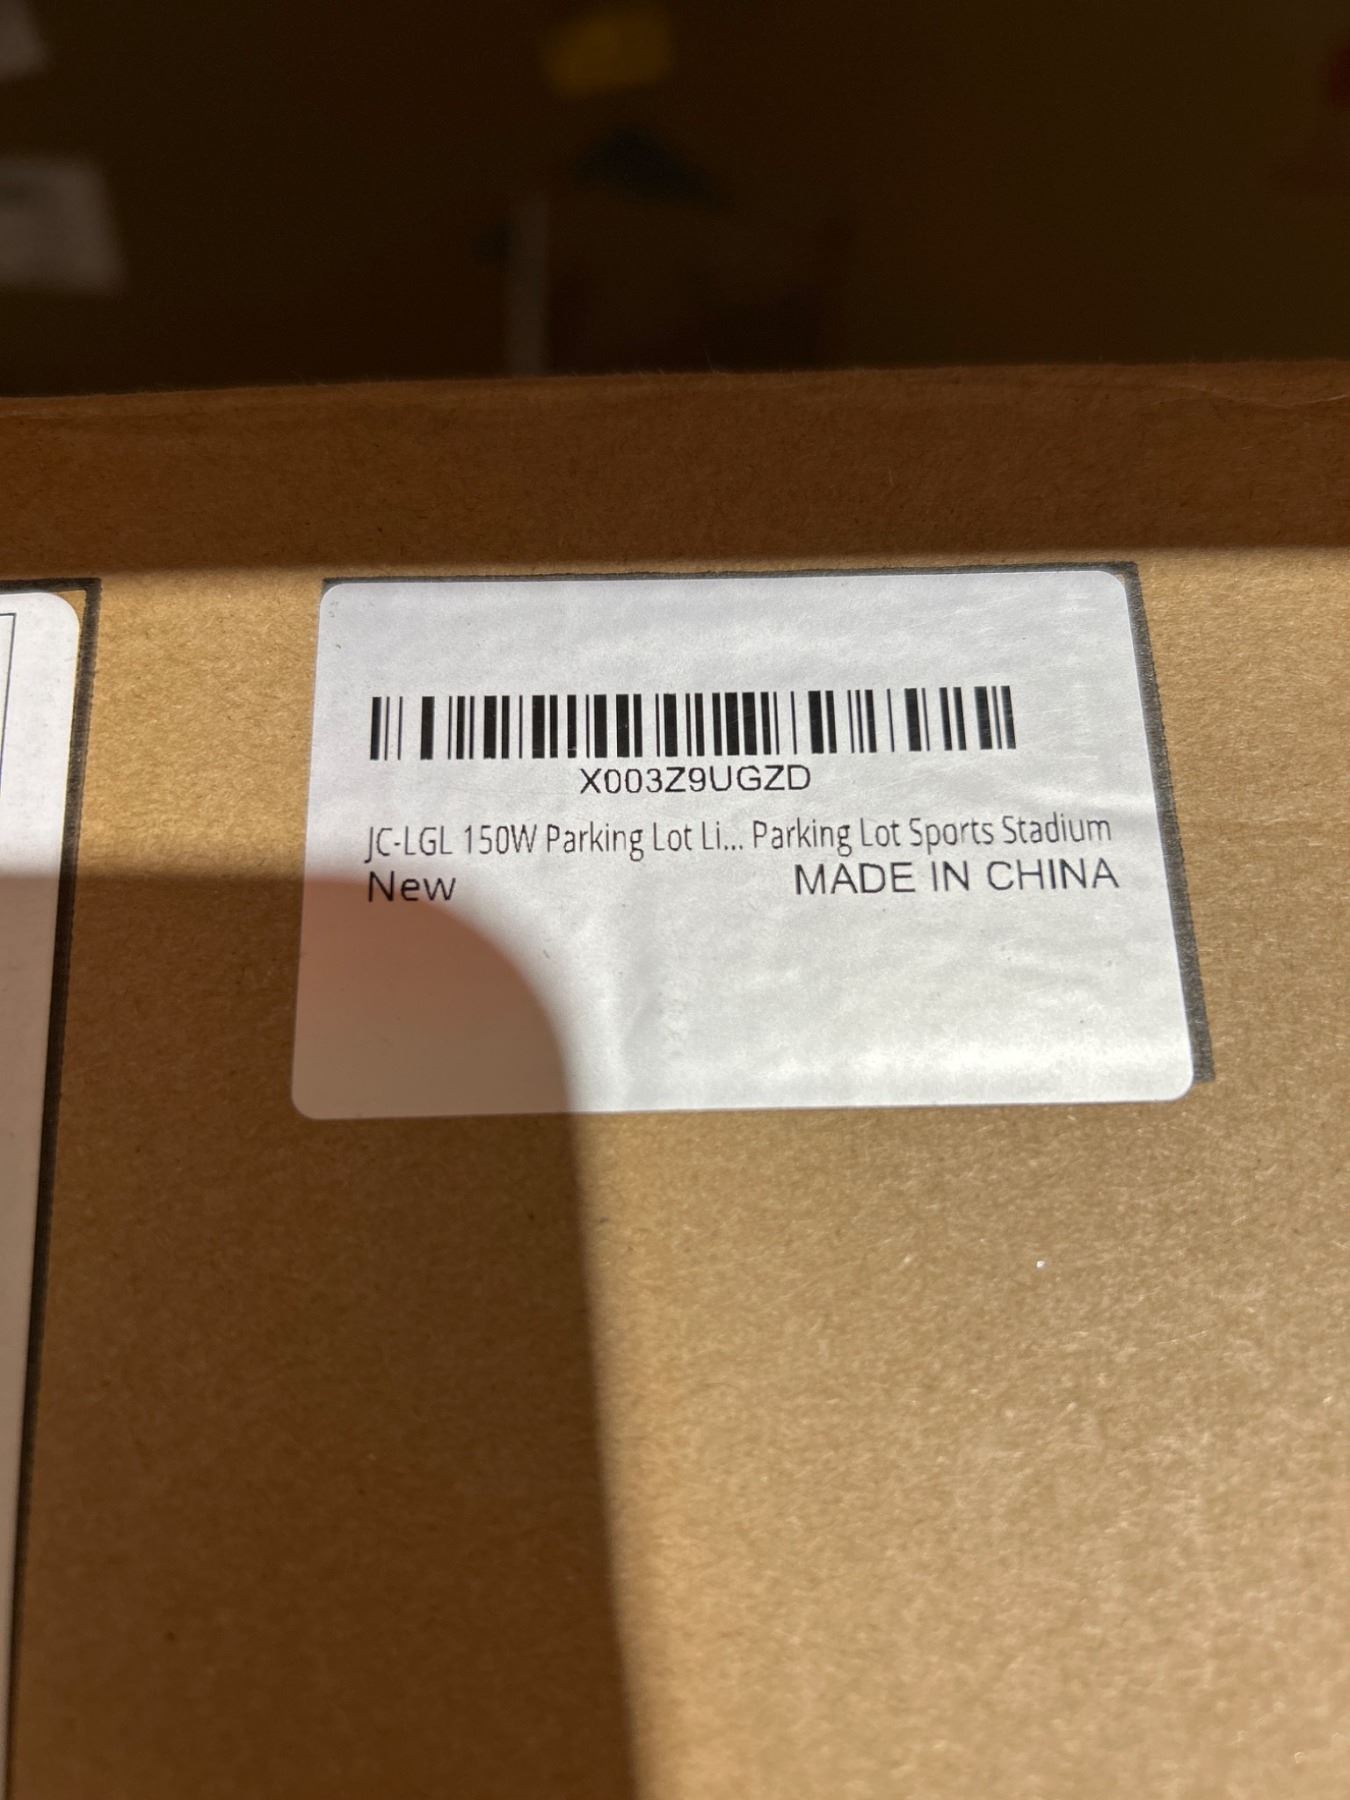 X003Z9UGZD
JC-LGL 150W Parking Lot Li... Parking Lot Sports Stadium
New MADE IN CHINA